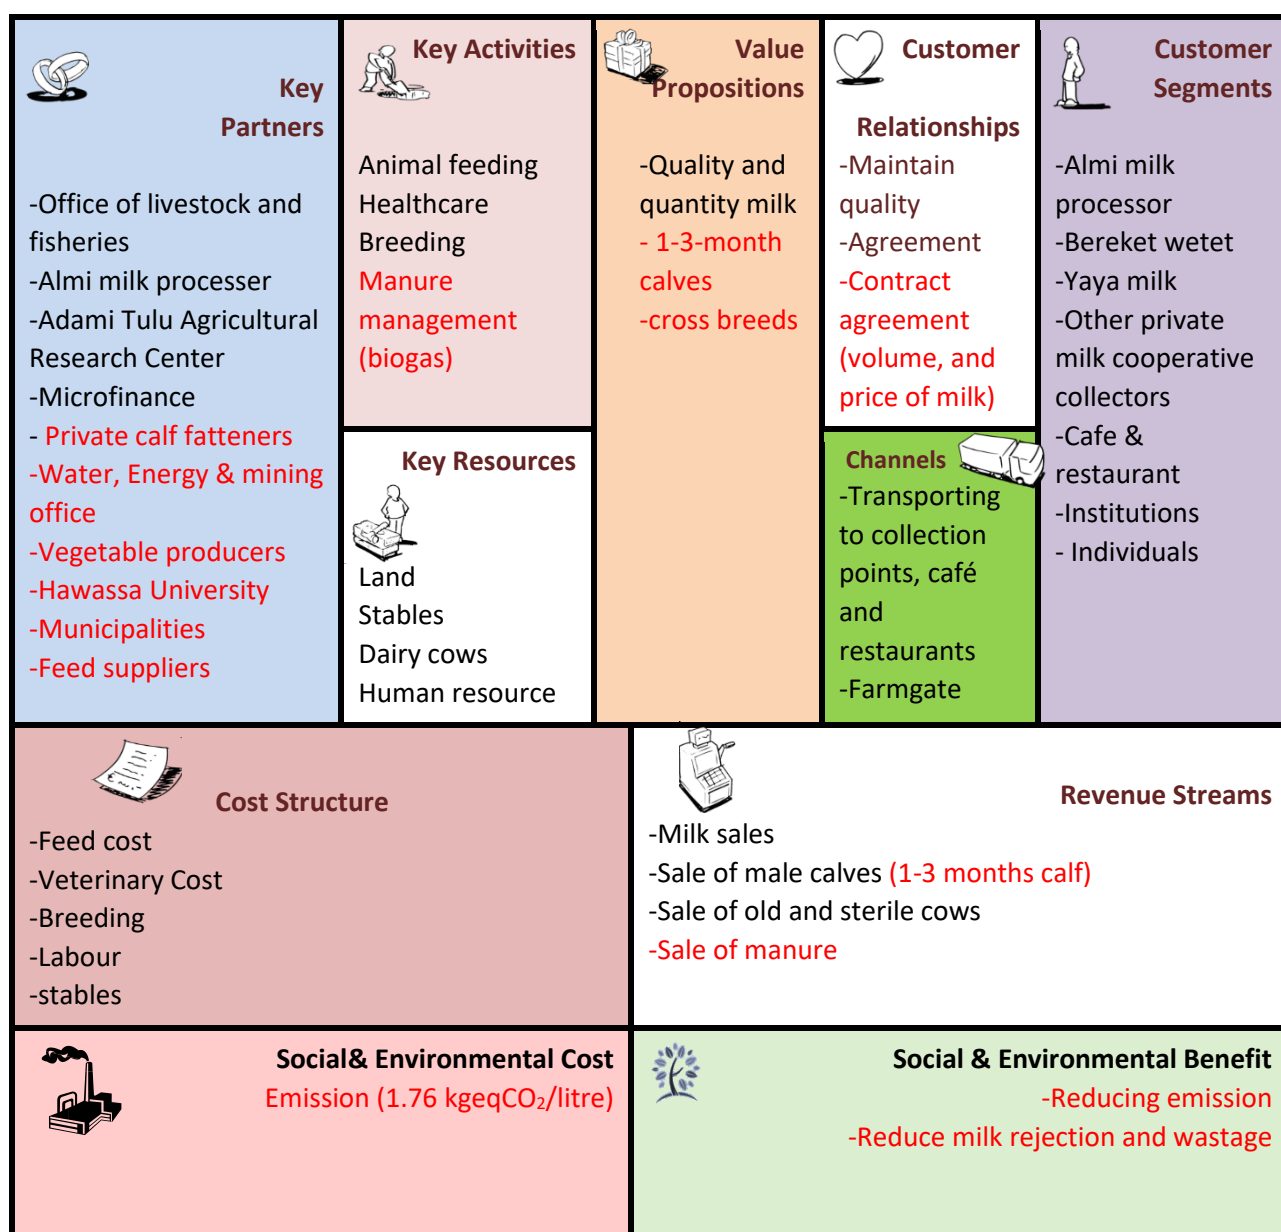 Key
Partners
-Office of livestock and
fisheries
-Almi milk processer
-Adami Tulu Agricultural
Research Center
-Microfinance
- Private calf fatteners
-Water, Energy & mining
office
-Vegetable producers
-Hawassa University
-Municipalities
-Feed suppliers
Key Activities
Animal feeding
Healthcare
Breeding
Manure
management
(biogas)
Key Resources
Land
Stables
Dairy cows
Human resource
Value
Propositions
-Quality and
quantity milk
- 1-3-month
calves
-cross breeds
Customer
Relationships
-Maintain
quality
-Agreement
-Contract
agreement
(volume, and
price of milk)
Channels
-Transporting
to collection
points, café
and
restaurants
-Farmgate
Customer
Segments
-Almi milk
processor
-Bereket wetet
-Yaya milk
-Other private
milk cooperative
collectors
-Cafe &
restaurant
-Institutions
- Individuals
Cost Structure
-Feed cost
-Veterinary Cost
-Breeding
-Labour
-stables
Revenue Streams
-Milk sales
-Sale of male calves (1-3 months calf)
-Sale of old and sterile cows
-Sale of manure
Social& Environmental Cost
Emission (1.76 kgeqCO₂/litre)
Social & Environmental Benefit
-Reducing emission
-Reduce milk rejection and wastage